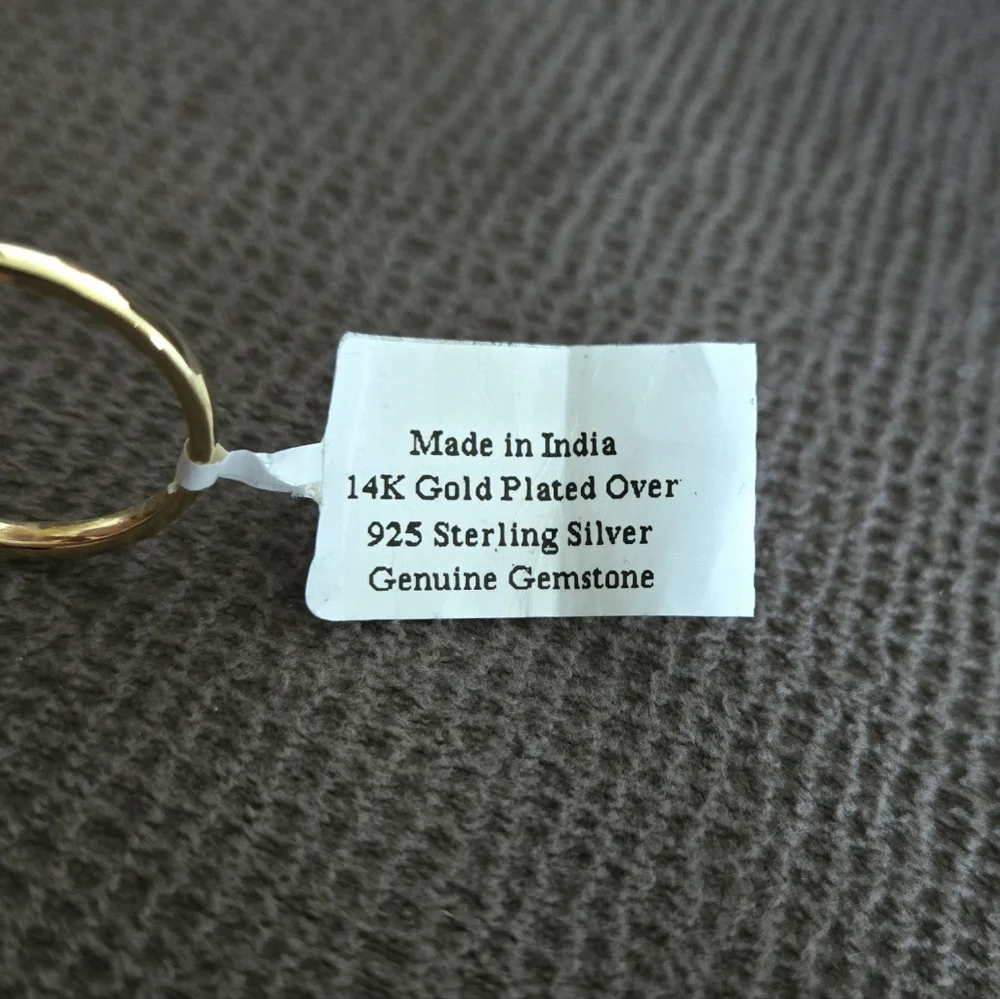 Made in India
14K Gold Plated Over
925 Sterling Silver
Genuine Gemstone